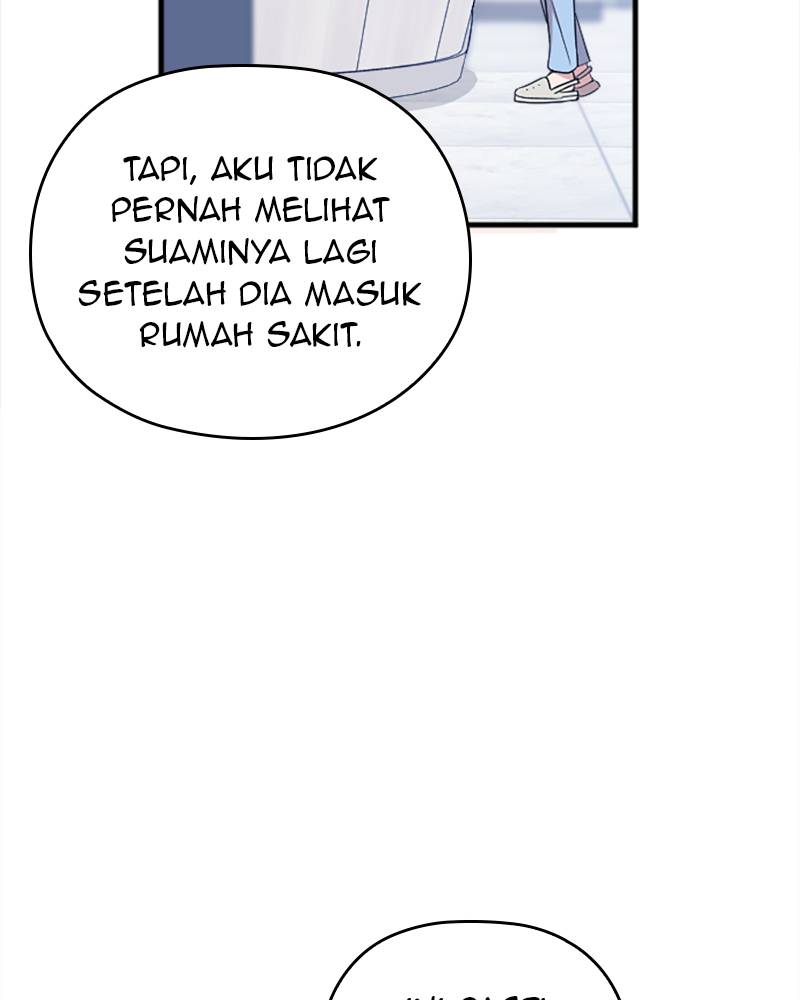 TAPI, AKU TIDAK
PERNAH MELIHAT
SUAMINYA LAGI
SETELAH DIA MASUK
RUMAH SAKIT.